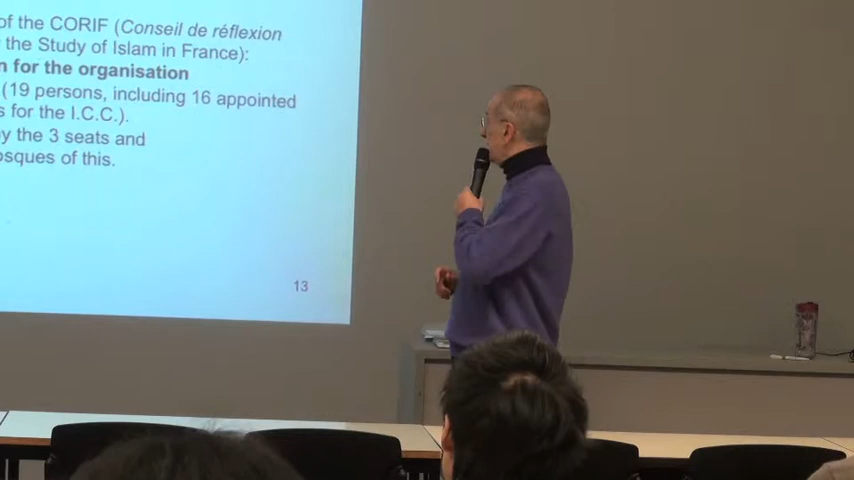 of the CORIF (Conseil de réflexion
the Study of Islam in France):
n for the organisation
(19 persons, including 16 appointed
s for the I.C.C.).
y the 3 seats and
osques of this.
13